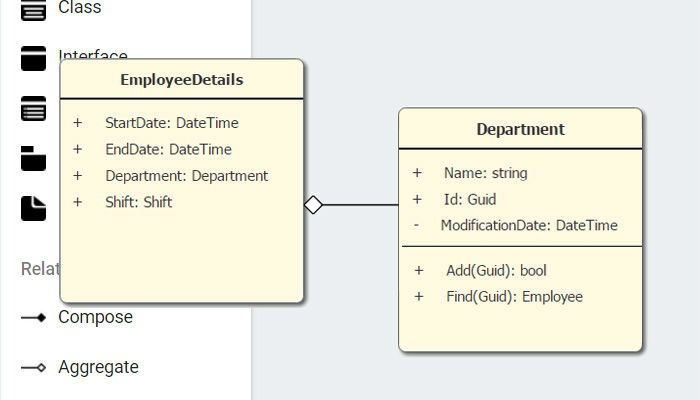 Class
Interface
Relat
Compose
Aggregate
EmployeeDetails
+ StartDate: DateTime
+ EndDate: DateTime
+ Department: Department
+ Shift: Shift
Department
+ Name: string
+ Id: Guid
- ModificationDate: DateTime
+ Add(Guid): bool
+ Find(Guid): Employee